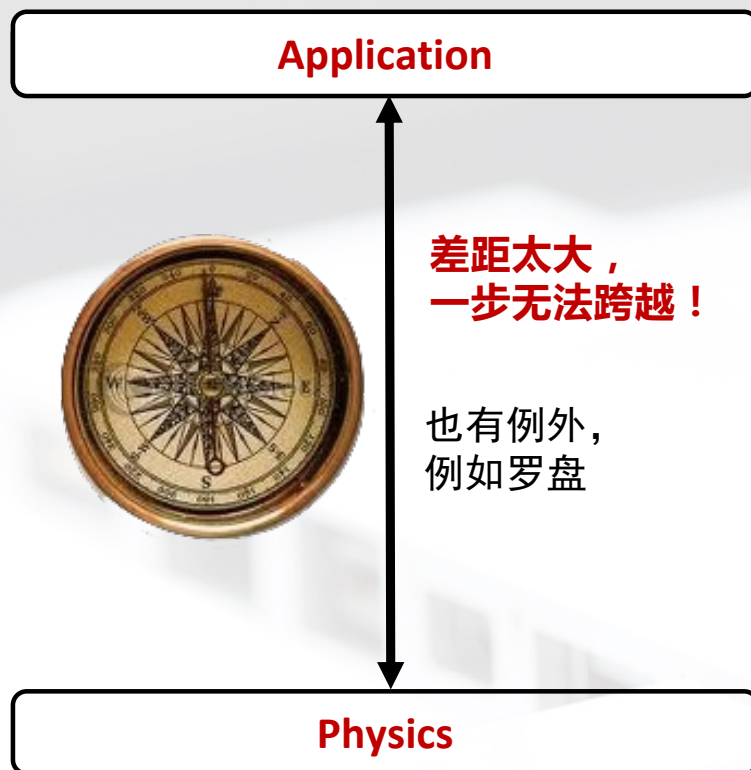 Application
差距太大，
一步无法跨越！
也有例外，
例如罗盘
W
E
S
Physics